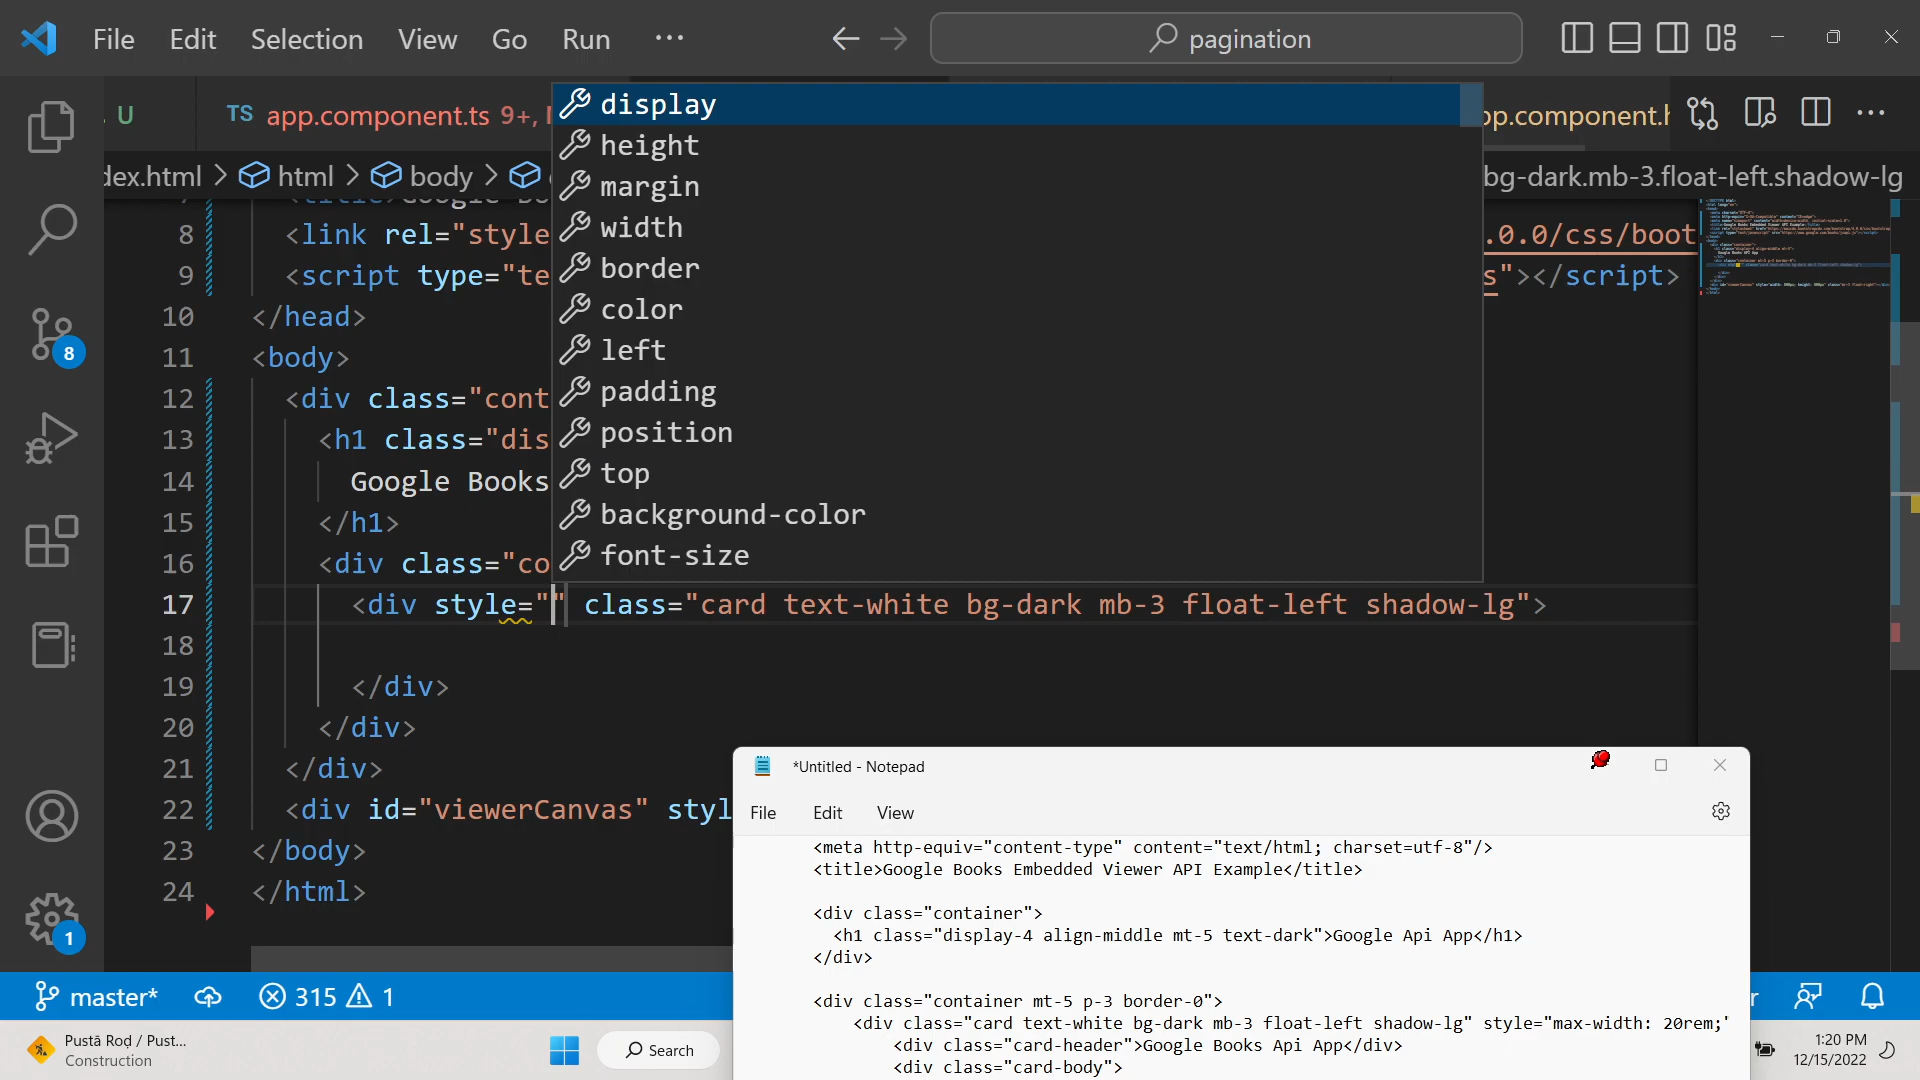 File Edit Selection View Go Run ···
pagination
U
TS app.component.ts 9+,
pp.component.h
dex.html > html > body >
bg-dark.mb-3.float-left.shadow-lg
display
height
margin
width
border
color
left
padding
position
top
background-color
font-size
8 <link rel="style
.0.0/css/boot
9 <script type="te
s"></script>
10 </head>
11 <body>
12 <div class="cont
13 <h1 class="dis
14 Google Books
15 </h1>
16 <div class="co
17 <div style="" class="card text-white bg-dark mb-3 float-left shadow-lg">
18
19 </div>
20 </div>
21 </div>
22 <div id="viewerCanvas" styl
23 </body>
24 </html>
8
1
*Untitled - Notepad
File Edit View
<meta http-equiv="content-type" content="text/html; charset=utf-8"/>
<title>Google Books Embedded Viewer API Example</title>
<div class="container">
<h1 class="display-4 align-middle mt-5 text-dark">Google Api App</h1>
</div>
<div class="container mt-5 p-3 border-0">
<div class="card text-white bg-dark mb-3 float-left shadow-lg" style="max-width: 20rem;"
<div class="card-header">Google Books Api App</div>
<div class="card-body">
master* 315 1
Pustā Roḍ / Pust...
Construction
Search
1:20 PM
12/15/2022